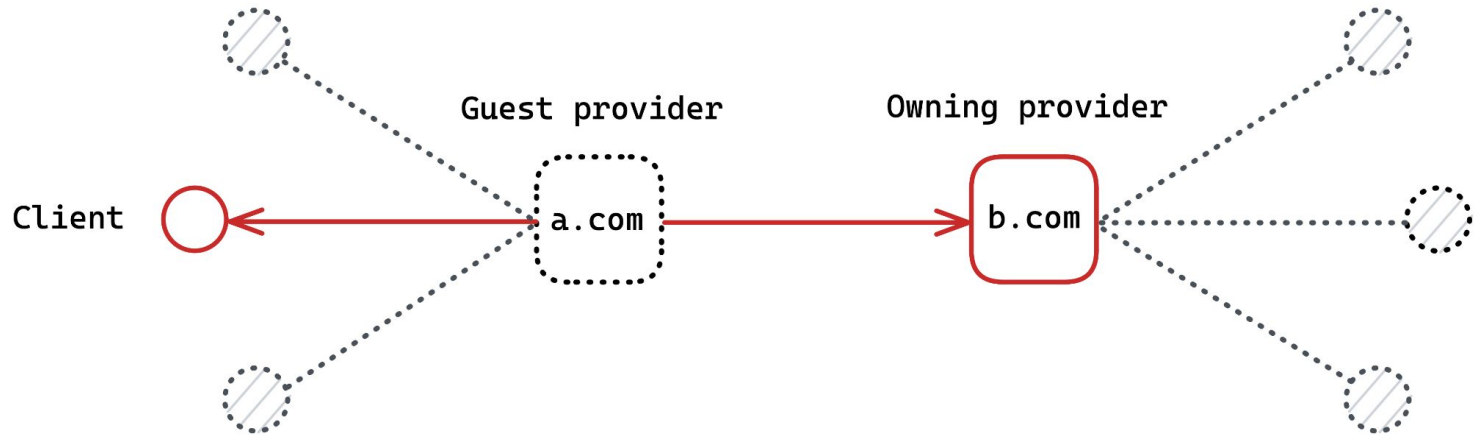 Guest provider
Owning provider
Client
a.com
b.com